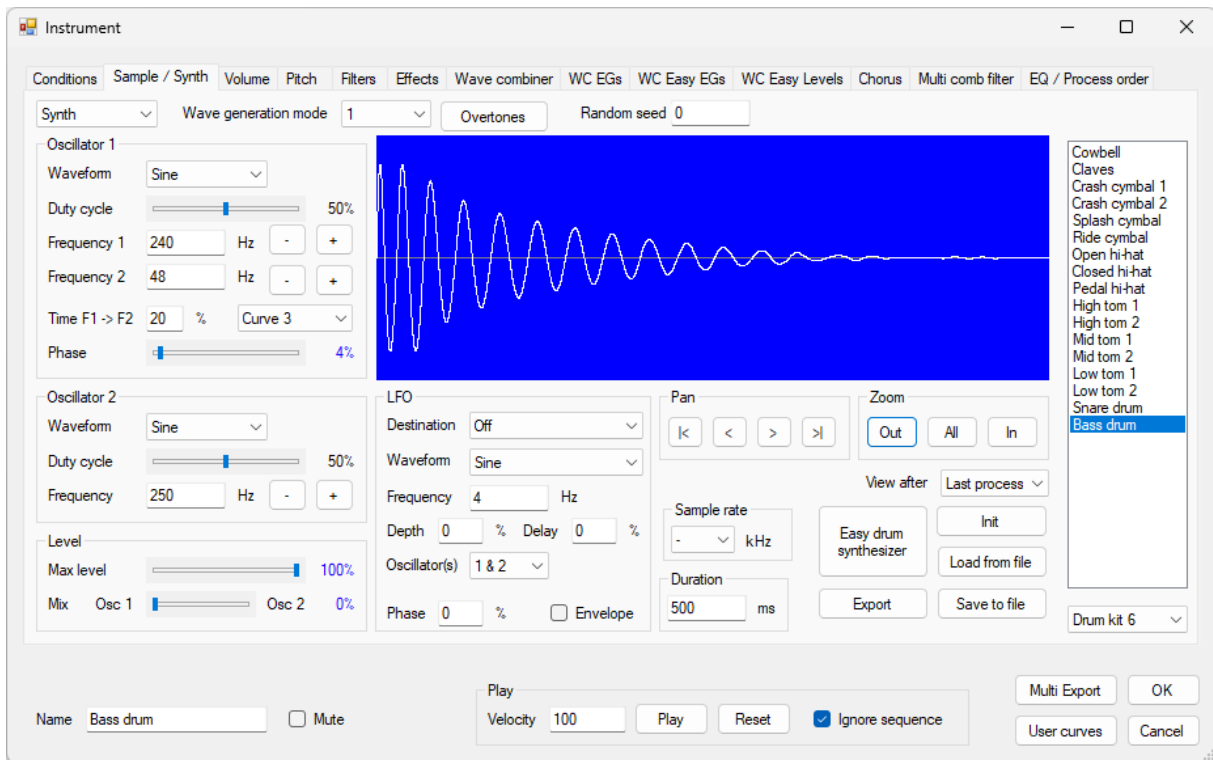 Instrument
Conditions Sample / Synth Volume Pitch Filters Effects Wave combiner WC EGs WC Easy EGs WC Easy Levels Chorus Multi comb filter EQ / Process order
Synth Wave generation mode 1 Overtones Random seed 0
Oscillator 1
Waveform Sine
Duty cycle 50%
Frequency 1 240 Hz - +
Frequency 2 48 Hz - +
Time F1 -> F2 20 % Curve 3
Phase 4%
Oscillator 2
Waveform Sine
Duty cycle 50%
Frequency 250 Hz - +
Level
Max level 100%
Mix Osc 1 Osc 2 0%
LFO
Destination Off
Waveform Sine
Frequency 4 Hz
Depth 0 % Delay 0 %
Oscillator(s) 1 & 2
Phase 0 % Envelope
Pan
|< < > >|
Zoom
Out All In
View after Last process
Sample rate
- kHz
Duration
500 ms
Easy drum
synthesizer
Init
Load from file
Export Save to file
Cowbell
Claves
Crash cymbal 1
Crash cymbal 2
Splash cymbal
Ride cymbal
Open hi-hat
Closed hi-hat
Pedal hi-hat
High tom 1
High tom 2
Mid tom 1
Mid tom 2
Low tom 1
Low tom 2
Snare drum
Bass drum
Drum kit 6
Name Bass drum Mute
Play
Velocity 100 Play Reset Ignore sequence
Multi Export OK
User curves Cancel